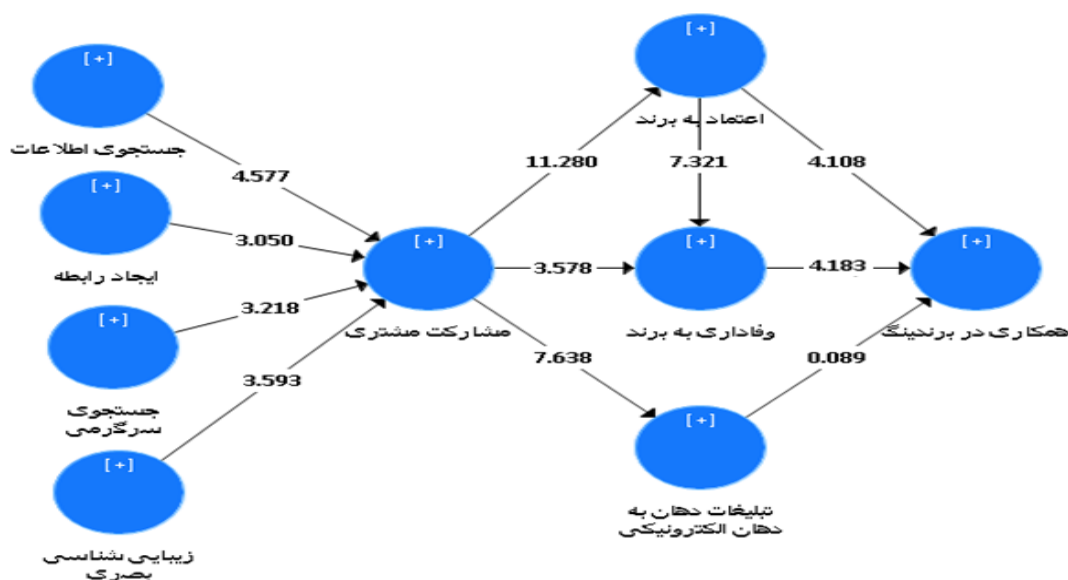 [+]
جستجوی اطلاعات
[+]
ایجاد رابطه
[+]
جستجوی
سرگرمی
[+]
زیبایی شناسی
بصری
4.577
3.050
3.218
3.593
[+]
مشارکت مشتری
11.280
3.578
7.638
[+]
اعتماد به برند
7.321
[+]
وفاداری به برند
[+]
تبلیغات دهان به
دهان الکترونیکی
4.108
4.183
0.089
[+]
همکاری در برندینگ